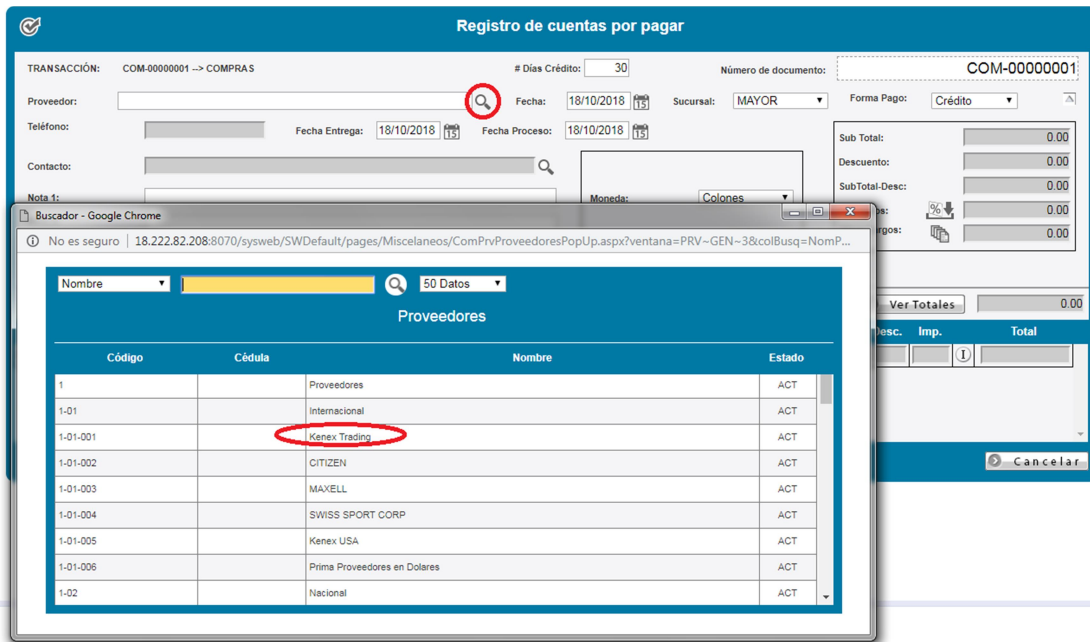 Registro de cuentas por pagar
TRANSACCIÓN: COM-00000001 --> COMPRAS # Días Crédito: 30 Número de documento: COM-00000001
Proveedor: Fecha: 18/10/2018 15 Sucursal: MAYOR Forma Pago: Crédito
Teléfono: Fecha Entrega: 18/10/2018 15 Fecha Proceso: 18/10/2018 15
Sub Total: 0.00
Contacto: Descuento: 0.00
SubTotal-Desc: 0.00
Nota 1: Moneda: Colones
os: % 0.00
rgos: 0.00
Ver Totales 0.00
Desc. Imp. Total
I
Cancelar
Buscador - Google Chrome
No es seguro | 18.222.82.208:8070/sysweb/SWDefault/pages/Miscelaneos/ComPrvProveedoresPopUp.aspx?ventana=PRV~GEN~3&colBusq=NomP...
Nombre 50 Datos
Proveedores
Código Cédula Nombre Estado
1 Proveedores ACT
1-01 Internacional ACT
1-01-001 Kenex Trading ACT
1-01-002 CITIZEN ACT
1-01-003 MAXELL ACT
1-01-004 SWISS SPORT CORP ACT
1-01-005 Kenex USA ACT
1-01-006 Prima Proveedores en Dolares ACT
1-02 Nacional ACT